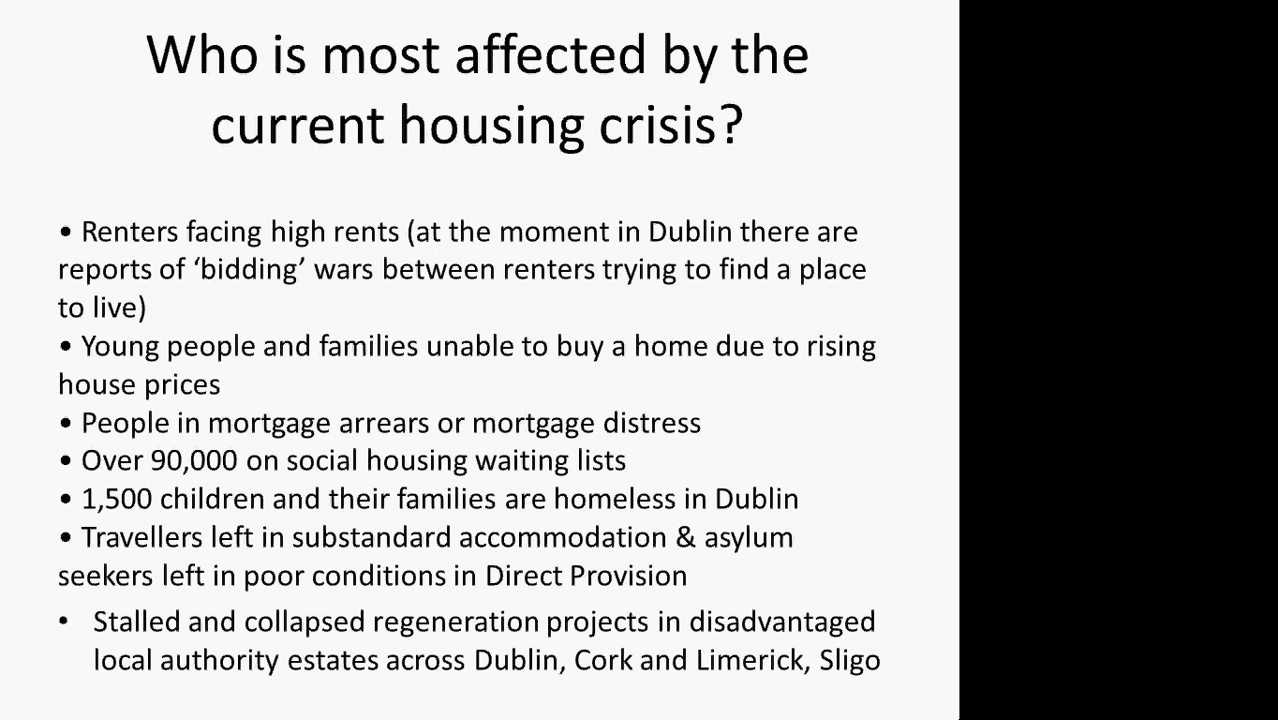 Who is most affected by the
current housing crisis?
• Renters facing high rents (at the moment in Dublin there are
reports of ‘bidding’ wars between renters trying to find a place
to live)
• Young people and families unable to buy a home due to rising
house prices
• People in mortgage arrears or mortgage distress
• Over 90,000 on social housing waiting lists
• 1,500 children and their families are homeless in Dublin
• Travellers left in substandard accommodation & asylum
seekers left in poor conditions in Direct Provision
• Stalled and collapsed regeneration projects in disadvantaged
local authority estates across Dublin, Cork and Limerick, Sligo